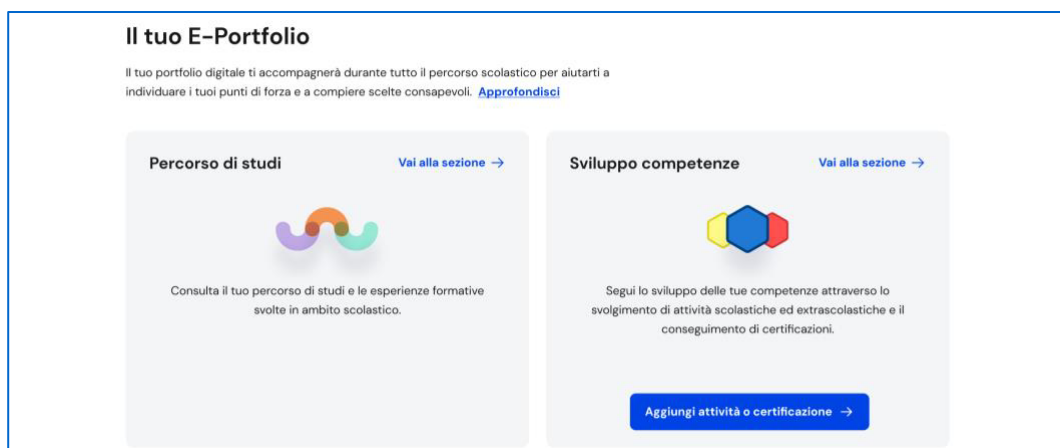 Il tuo E-Portfolio
Il tuo portfolio digitale ti accompagnerà durante tutto il percorso scolastico per aiutarti a
individuare i tuoi punti di forza e a compiere scelte consapevoli. Approfondisci
Percorso di studi
Vai alla sezione →
Consulta il tuo percorso di studi e le esperienze formative
svolte in ambito scolastico.
Sviluppo competenze
Vai alla sezione →
Segui lo sviluppo delle tue competenze attraverso lo
svolgimento di attività scolastiche ed extrascolastiche e il
conseguimento di certificazioni.
Aggiungi attività o certificazione →